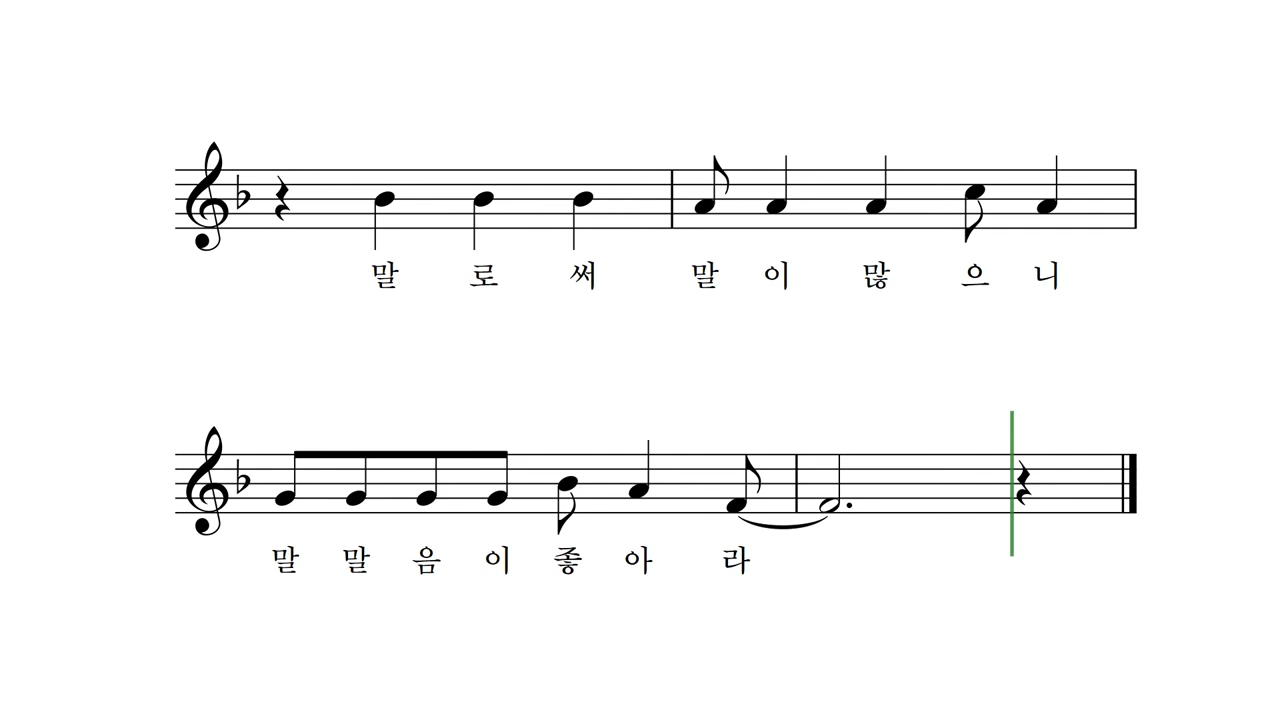 말 로 써 말 이 많 으 니
말 말 음 이 좋 아 라